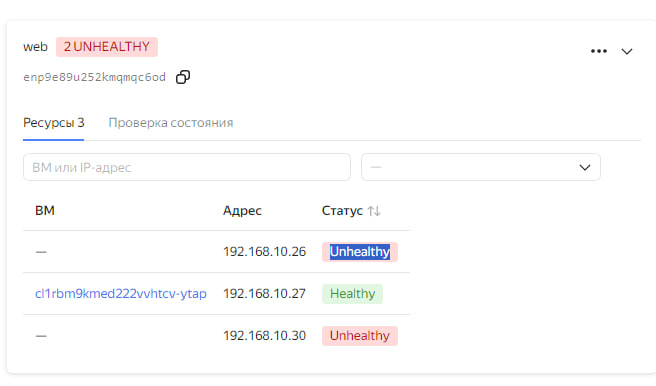 web 2 UNHEALTHY
enp9e89u252kmqmqc6od
Ресурсы 3 Проверка состояния
ВМ или IP-адрес —
ВМ Адрес Статус
— 192.168.10.26 Unhealthy
cl1rbm9kmed222vvhtcv-ytap 192.168.10.27 Healthy
— 192.168.10.30 Unhealthy